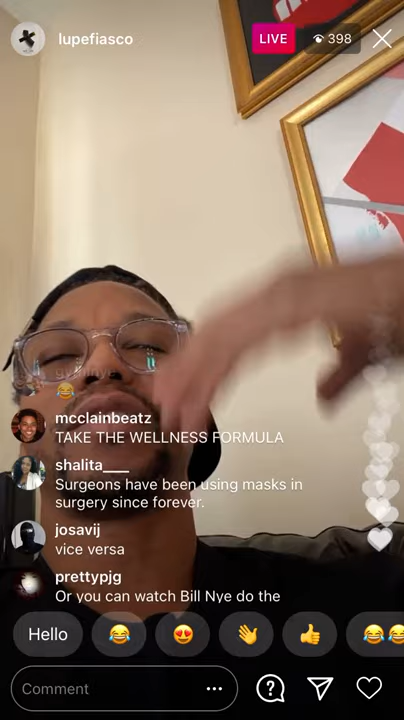 lupefiasco
LIVE
398
mcclainbeatz
TAKE THE WELLNESS FORMULA
shalita____
Surgeons have been using masks in
surgery since forever.
josavij
vice versa
prettypjg
Or you can watch Bill Nye do the
Hello
Comment